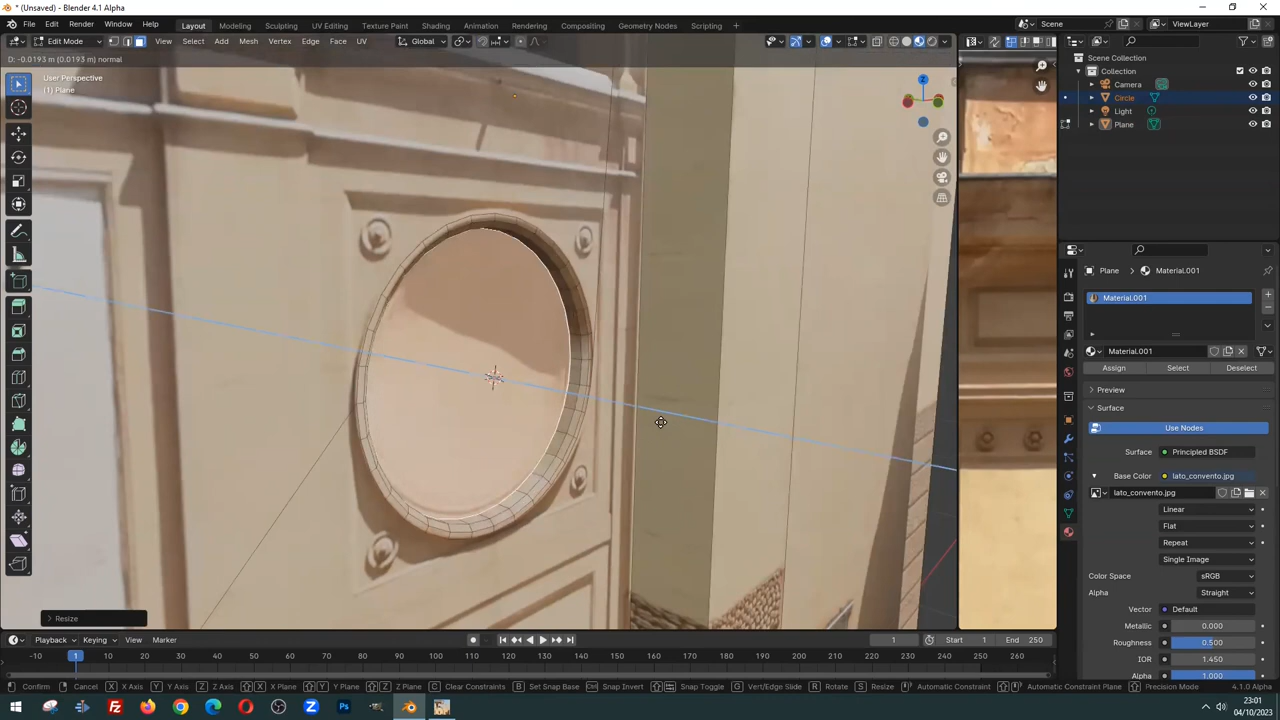 * (Unsaved) - Blender 4.1 Alpha
File Edit Render Window Help Layout Modeling Sculpting UV Editing Texture Paint Shading Animation Rendering Compositing Geometry Nodes Scripting + Scene ViewLayer
Edit Mode View Select Add Mesh Vertex Edge Face UV Global
D: -0.0193 m (0.0193 m) normal
User Perspective
(1) Plane
Z
Scene Collection
Collection
Camera
Circle
Light
Plane
Plane Material.001
Material.001
Material.001
Assign Select Deselect
Preview
Surface
Use Nodes
Surface Principled BSDF
Base Color lato_convento.jpg
lato_convento.jpg
Linear
Flat
Repeat
Single Image
Color Space sRGB
Alpha Straight
Vector Default
Metallic 0.000
Roughness 0.500
IOR 1.450
Alpha 1.000
Resize
Playback Keying View Marker 1 Start 1 End 250
-10 1 10 20 30 40 50 60 70 80 90 100 110 120 130 140 150 160 170 180 190 200 210 220 230 240 250 260
Confirm Cancel X X Axis Y Y Axis Z Z Axis X X Plane Y Y Plane Z Z Plane C Clear Constraints B Set Snap Base Snap Invert Snap Toggle G Vert/Edge Slide R Rotate S Resize Automatic Constraint Automatic Constraint Plane Precision Mode 4.1.0 Alpha
23:01
04/10/2023